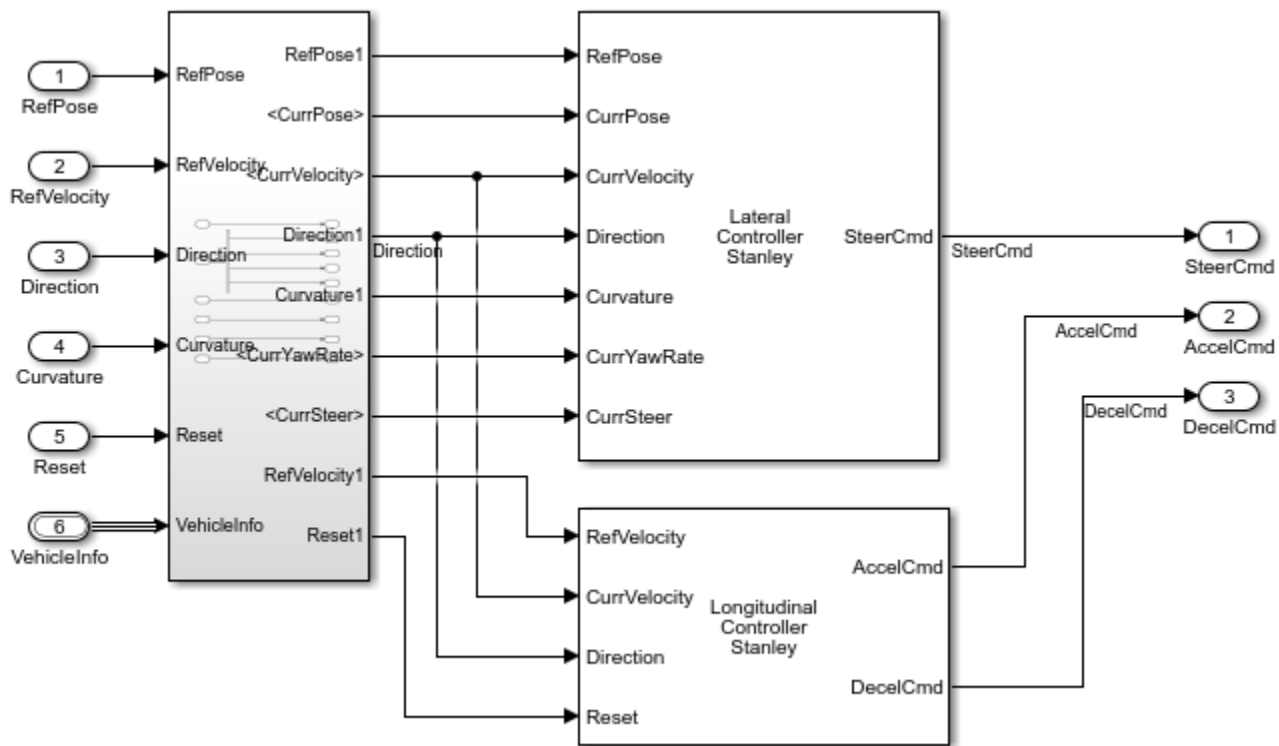 1
RefPose
2
RefVelocity
3
Direction
4
Curvature
5
Reset
6
VehicleInfo
RefPose
RefVelocity
Direction
Curvature
Reset
VehicleInfo
RefPose1
<CurrPose>
<CurrVelocity>
Direction1
Curvature1
<CurrYawRate>
<CurrSteer>
RefVelocity1
Reset1
Direction
RefPose
CurrPose
CurrVelocity
Direction
Curvature
CurrYawRate
CurrSteer
Lateral
Controller
Stanley
SteerCmd
SteerCmd
1
SteerCmd
RefVelocity
CurrVelocity
Direction
Reset
Longitudinal
Controller
Stanley
AccelCmd
DecelCmd
AccelCmd
2
AccelCmd
DecelCmd
3
DecelCmd